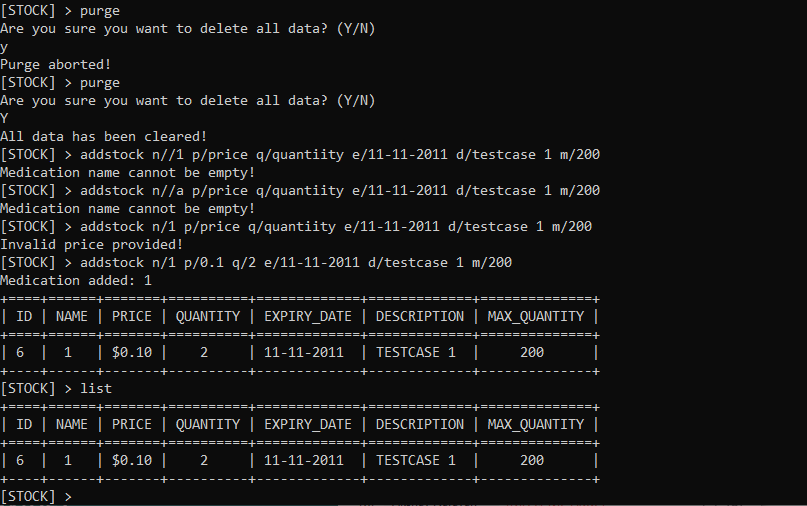 [STOCK] > purge
Are you sure you want to delete all data? (Y/N)
y
Purge aborted!
[STOCK] > purge
Are you sure you want to delete all data? (Y/N)
Y
All data has been cleared!
[STOCK] > addstock n//1 p/price q/quantiity e/11-11-2011 d/testcase 1 m/200
Medication name cannot be empty!
[STOCK] > addstock n//a p/price q/quantiity e/11-11-2011 d/testcase 1 m/200
Medication name cannot be empty!
[STOCK] > addstock n/1 p/price q/quantiity e/11-11-2011 d/testcase 1 m/200
Invalid price provided!
[STOCK] > addstock n/1 p/0.1 q/2 e/11-11-2011 d/testcase 1 m/200
Medication added: 1
+====+======+=======+==========+=============+=============+==============+
| ID | NAME | PRICE | QUANTITY | EXPIRY_DATE | DESCRIPTION | MAX_QUANTITY |
+====+======+=======+==========+=============+=============+==============+
| 6  |  1   | $0.10 |    2     | 11-11-2011  | TESTCASE 1  |     200      |
+----+------+-------+----------+-------------+-------------+--------------+
[STOCK] > list
+====+======+=======+==========+=============+=============+==============+
| ID | NAME | PRICE | QUANTITY | EXPIRY_DATE | DESCRIPTION | MAX_QUANTITY |
+====+======+=======+==========+=============+=============+==============+
| 6  |  1   | $0.10 |    2     | 11-11-2011  | TESTCASE 1  |     200      |
+----+------+-------+----------+-------------+-------------+--------------+
[STOCK] >